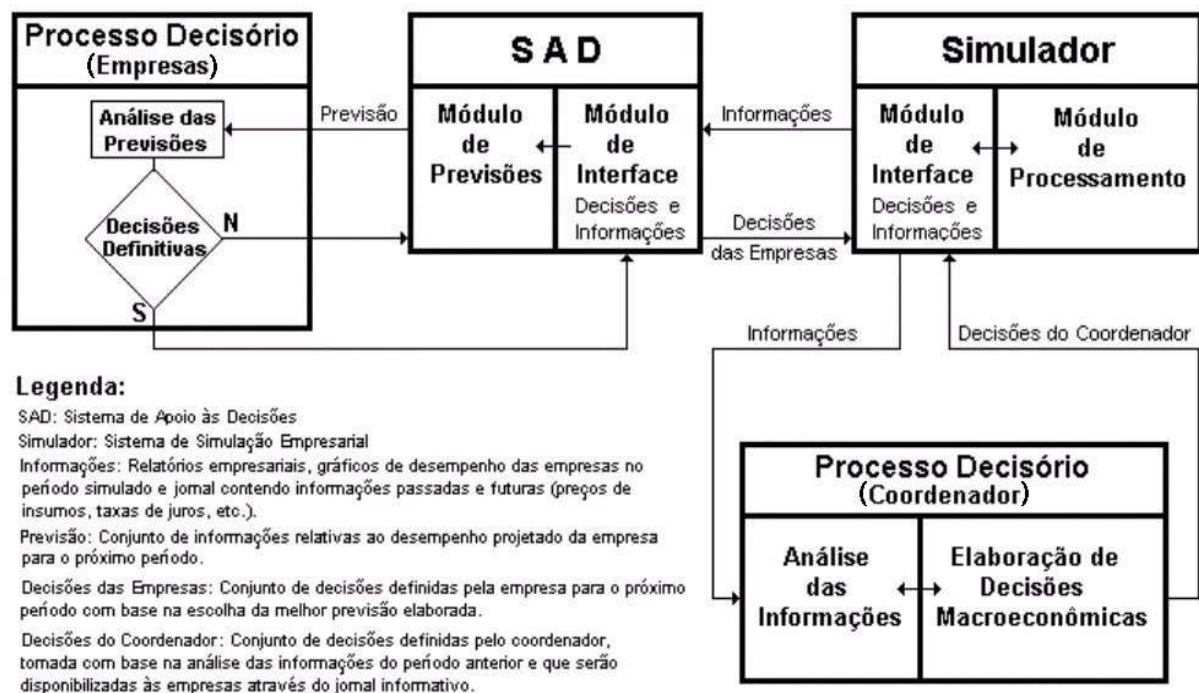 Processo Decisório
(Empresas)
Análise das
Previsões
Decisões
Definitivas
N
S
Previsão
S A D
Módulo
de
Previsões
Módulo
de
Interface
Decisões e
Informações
Informações
Decisões
das Empresas
Simulador
Módulo
de
Interface
Decisões e
Informações
Módulo
de
Processamento
Informações
Decisões do Coordenador
Processo Decisório
(Coordenador)
Análise
das
Informações
Elaboração de
Decisões
Macroeconômicas
Legenda:
SAD: Sistema de Apoio às Decisões
Simulador: Sistema de Simulação Empresarial
Informações: Relatórios empresariais, gráficos de desempenho das empresas no
período simulado e jornal contendo informações passadas e futuras (preços de
insumos, taxas de juros, etc.).
Previsão: Conjunto de informações relativas ao desempenho projetado da empresa
para o próximo período.
Decisões das Empresas: Conjunto de decisões definidas pela empresa para o próximo
período com base na escolha da melhor previsão elaborada.
Decisões do Coordenador: Conjunto de decisões definidas pelo coordenador,
tomada com base na análise das informações do período anterior e que serão
disponibilizadas às empresas através do jornal informativo.